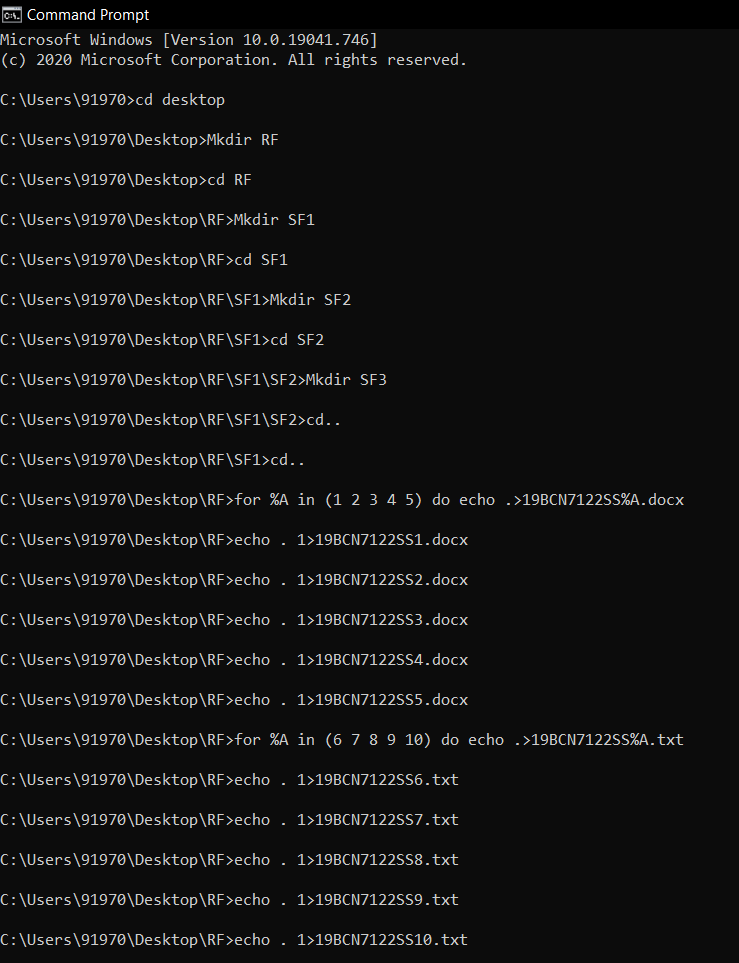 Command Prompt
Microsoft Windows [Version 10.0.19041.746]
(c) 2020 Microsoft Corporation. All rights reserved.
C:\Users\91970>cd desktop
C:\Users\91970\Desktop>Mkdir RF
C:\Users\91970\Desktop>cd RF
C:\Users\91970\Desktop\RF>Mkdir SF1
C:\Users\91970\Desktop\RF>cd SF1
C:\Users\91970\Desktop\RF\SF1>Mkdir SF2
C:\Users\91970\Desktop\RF\SF1>cd SF2
C:\Users\91970\Desktop\RF\SF1\SF2>Mkdir SF3
C:\Users\91970\Desktop\RF\SF1\SF2>cd..
C:\Users\91970\Desktop\RF\SF1>cd..
C:\Users\91970\Desktop\RF>for %A in (1 2 3 4 5) do echo .>19BCN7122SS%A.docx
C:\Users\91970\Desktop\RF>echo . 1>19BCN7122SS1.docx
C:\Users\91970\Desktop\RF>echo . 1>19BCN7122SS2.docx
C:\Users\91970\Desktop\RF>echo . 1>19BCN7122SS3.docx
C:\Users\91970\Desktop\RF>echo . 1>19BCN7122SS4.docx
C:\Users\91970\Desktop\RF>echo . 1>19BCN7122SS5.docx
C:\Users\91970\Desktop\RF>for %A in (6 7 8 9 10) do echo .>19BCN7122SS%A.txt
C:\Users\91970\Desktop\RF>echo . 1>19BCN7122SS6.txt
C:\Users\91970\Desktop\RF>echo . 1>19BCN7122SS7.txt
C:\Users\91970\Desktop\RF>echo . 1>19BCN7122SS8.txt
C:\Users\91970\Desktop\RF>echo . 1>19BCN7122SS9.txt
C:\Users\91970\Desktop\RF>echo . 1>19BCN7122SS10.txt